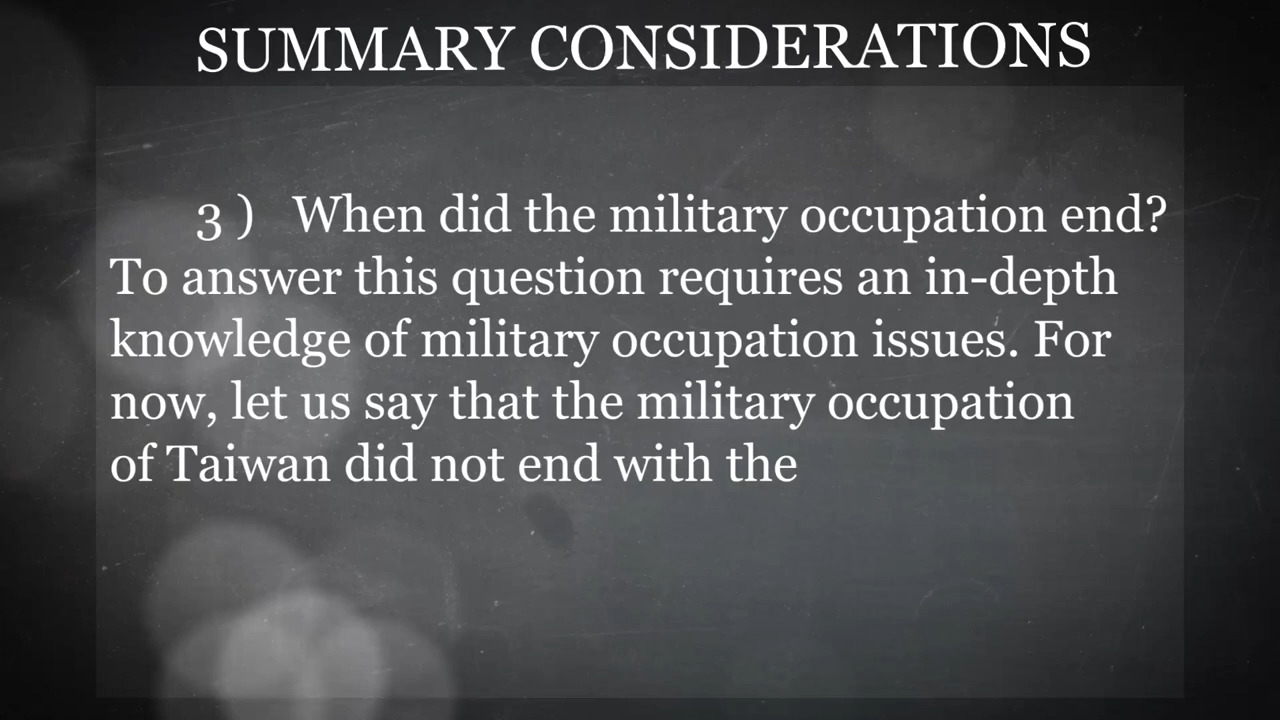 SUMMARY CONSIDERATIONS
3 ) When did the military occupation end?
To answer this question requires an in-depth
knowledge of military occupation issues. For
now, let us say that the military occupation
of Taiwan did not end with the